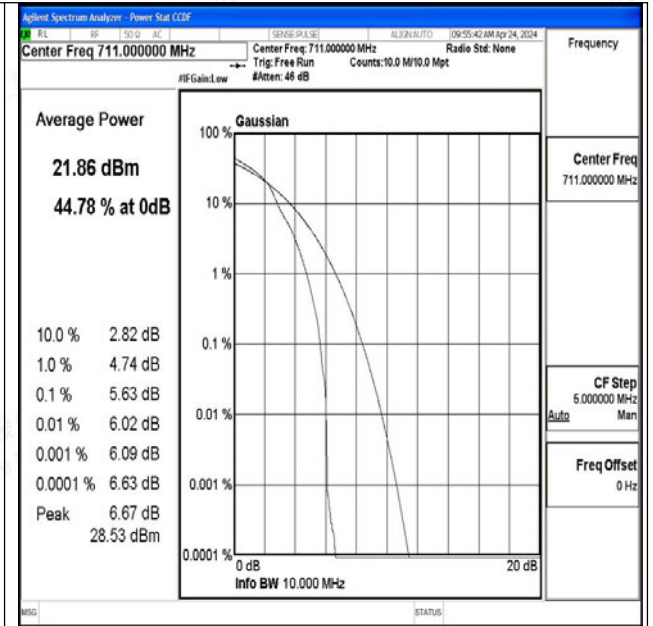 Agilent Spectrum Analyzer - Power Stat CCDF
RL RF 50 Ω AC SENSE:PULSE ALIGN AUTO 09:55:42 AM Apr 24, 2024
Center Freq 711.000000 MHz
Center Freq: 711.000000 MHz Radio Std: None
Trig: Free Run Counts:10.0 M/10.0 Mpt
#IFGain:Low #Atten: 46 dB
Frequency
Average Power
21.86 dBm
44.78 % at 0dB
10.0 % 2.82 dB
1.0 % 4.74 dB
0.1 % 5.63 dB
0.01 % 6.02 dB
0.001 % 6.09 dB
0.0001 % 6.63 dB
Peak 6.67 dB
28.53 dBm
Gaussian
100 %
10 %
1 %
0.1 %
0.01 %
0.001 %
0.0001 %
0 dB 20 dB
Info BW 10.000 MHz
Center Freq
711.000000 MHz
CF Step
5.000000 MHz
Auto Man
Freq Offset
0 Hz
MSG STATUS